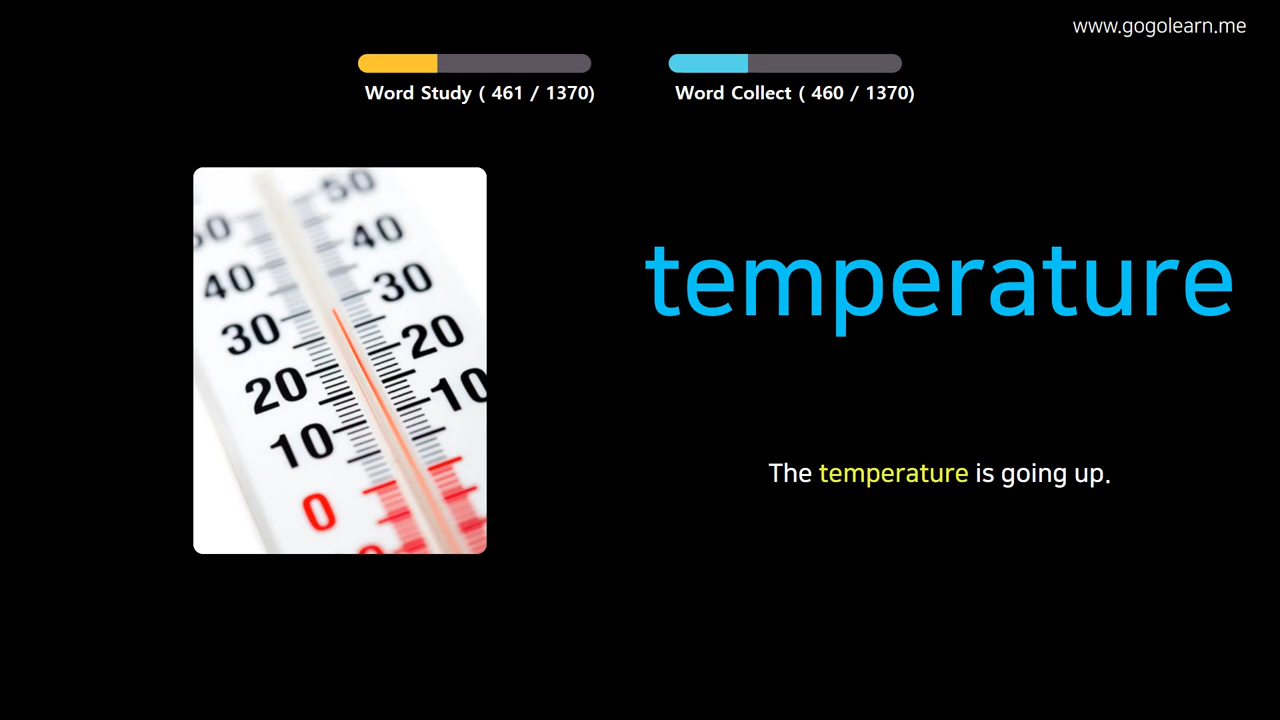 www.gogolearn.me
Word Study ( 461 / 1370)
Word Collect ( 460 / 1370)
50
40
30
20
10
40
30
20
10
0
temperature
The temperature is going up.